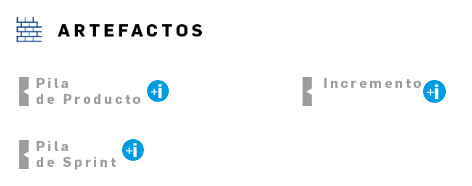 ARTEFACTOS
Pila
de Producto
+i
Incremento
+i
Pila
de Sprint
+i